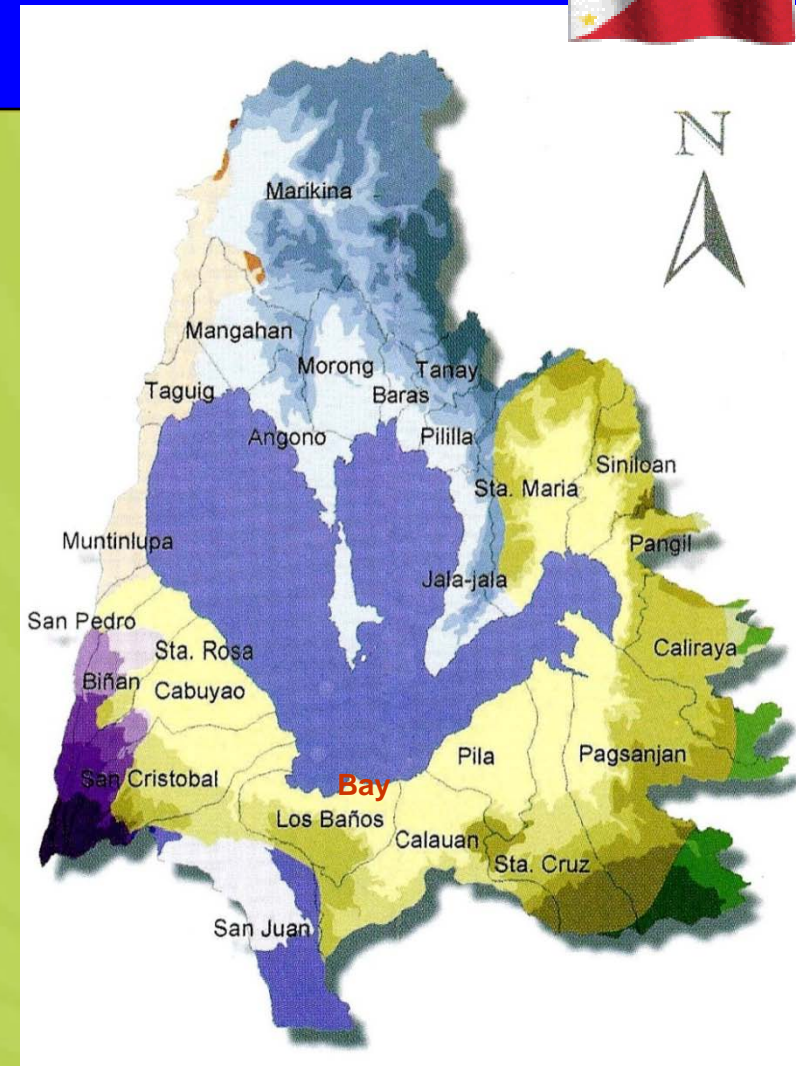 N
Marikina
Mangahan
Morong
Tanay
Taguig
Baras
Angono
Pililla
Siniloan
Sta. Maria
Muntinlupa
Pangil
Jala-jala
San Pedro
Sta. Rosa
Caliraya
Biñan
Cabuyao
Pila
Pagsanjan
San Cristobal
Bay
Los Baños
Calauan
Sta. Cruz
San Juan